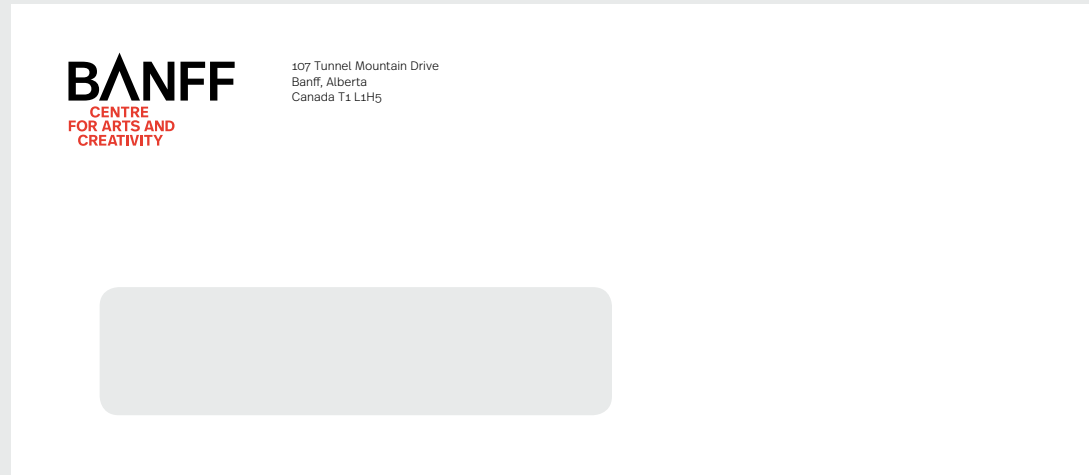 BANFF
CENTRE
FOR ARTS AND
CREATIVITY
107 Tunnel Mountain Drive
Banff, Alberta
Canada T1 L1H5